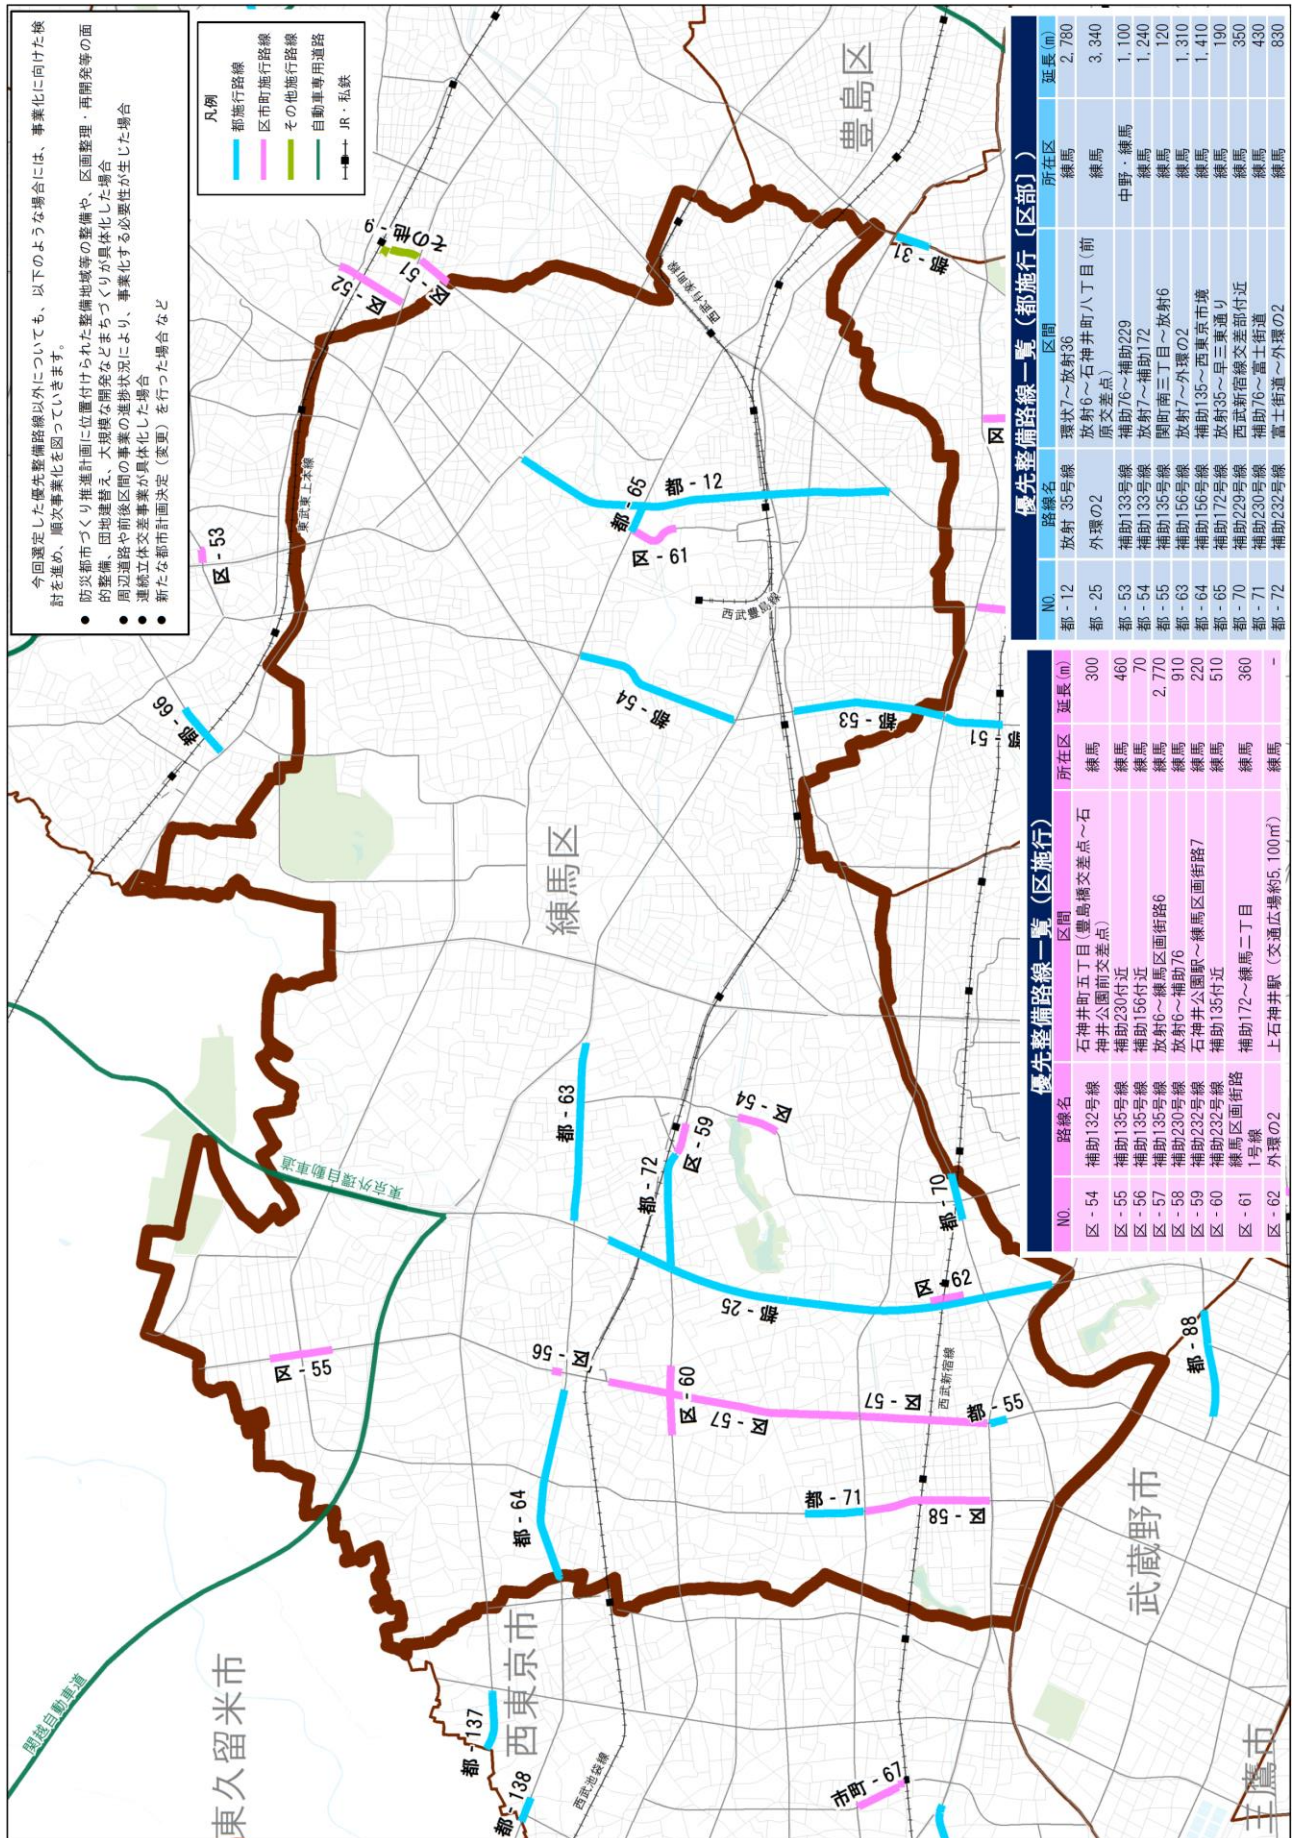 今回選定した優先整備路線以外についても、以下のような場合には、事業化に向けた検
討を進め、順次事業化を図っていきます。
● 防災都市づくり推進計画に位置付けられた整備地域等の整備や、区画整理・再開発等の面
的整備、団地建替え、大規模な開発などまちづくりが具体化した場合
● 周辺道路や前後区間の事業の進捗状況により、事業化する必要性が生じた場合
● 連続立体交差事業が具体化した場合
● 新たな都市計画決定（変更）を行った場合 など
凡例
都施行路線
区市町施行路線
その他施行路線
自動車専用道路
JR・私鉄
関越自動車道
東久留米市
都 - 137
都 - 138
西東京市
西武池袋線
市町 - 67
三鷹市
武蔵野市
都 - 64
都 - 71
区 - 58
区 - 55
区 - 56
区 - 60
区 - 57
区 - 57
都 - 55
西武新宿線
都 - 88
東京外環自動車道
都 - 25
区 - 62
都 - 63
都 - 72
区 - 59
区 - 54
都 - 70
練馬区
都 - 66
区 - 53
東武東上本線
都 - 54
都 - 53
都 - 51
西武豊島線
区 - 61
都 - 65
都 - 12
区
区 - 52
区 - 51
その他 - 9
西武有楽町線
都 - 31
豊島区
優先整備路線一覧（区施行）
NO. 路線名 区間 所在区 延長(m)
区 - 54 補助132号線 石神井町五丁目（豊島橋交差点～石
神井公園前交差点） 練馬 300
区 - 55 補助135号線 補助230付近 練馬 460
区 - 56 補助135号線 補助156付近 練馬 70
区 - 57 補助135号線 放射6～練馬区画街路6 練馬 2,770
区 - 58 補助230号線 放射6～補助76 練馬 910
区 - 59 補助232号線 石神井公園駅～練馬区画街路7 練馬 220
区 - 60 補助232号線 補助135付近 練馬 510
区 - 61 練馬区画街路
1号線 補助172～練馬二丁目 練馬 360
区 - 62 外環の2 上石神井駅（交通広場約5,100㎡） 練馬 -
優先整備路線一覧（都施行〔区部〕）
NO. 路線名 区間 所在区 延長(m)
都 - 12 放射 35号線 環状7～放射36 練馬 2,780
都 - 25 外環の2 放射6～石神井町八丁目（前
原交差点） 練馬 3,340
都 - 53 補助133号線 補助76～補助229 中野・練馬 1,100
都 - 54 補助133号線 放射7～補助172 練馬 1,240
都 - 55 補助135号線 関町南三丁目～放射6 練馬 120
都 - 63 補助156号線 放射7～外環の2 練馬 1,310
都 - 64 補助156号線 補助135～西東京市境 練馬 1,410
都 - 65 補助172号線 放射35～早三東通り 練馬 190
都 - 70 補助229号線 西武新宿線交差部付近 練馬 350
都 - 71 補助230号線 補助76～富士街道 練馬 430
都 - 72 補助232号線 富士街道～外環の2 練馬 830